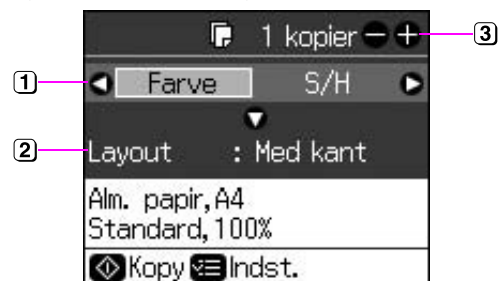 1 kopier
3
1
Farve S/H
2
Layout : Med kant
Alm. papir, A4
Standard, 100%
Kopy Indst.